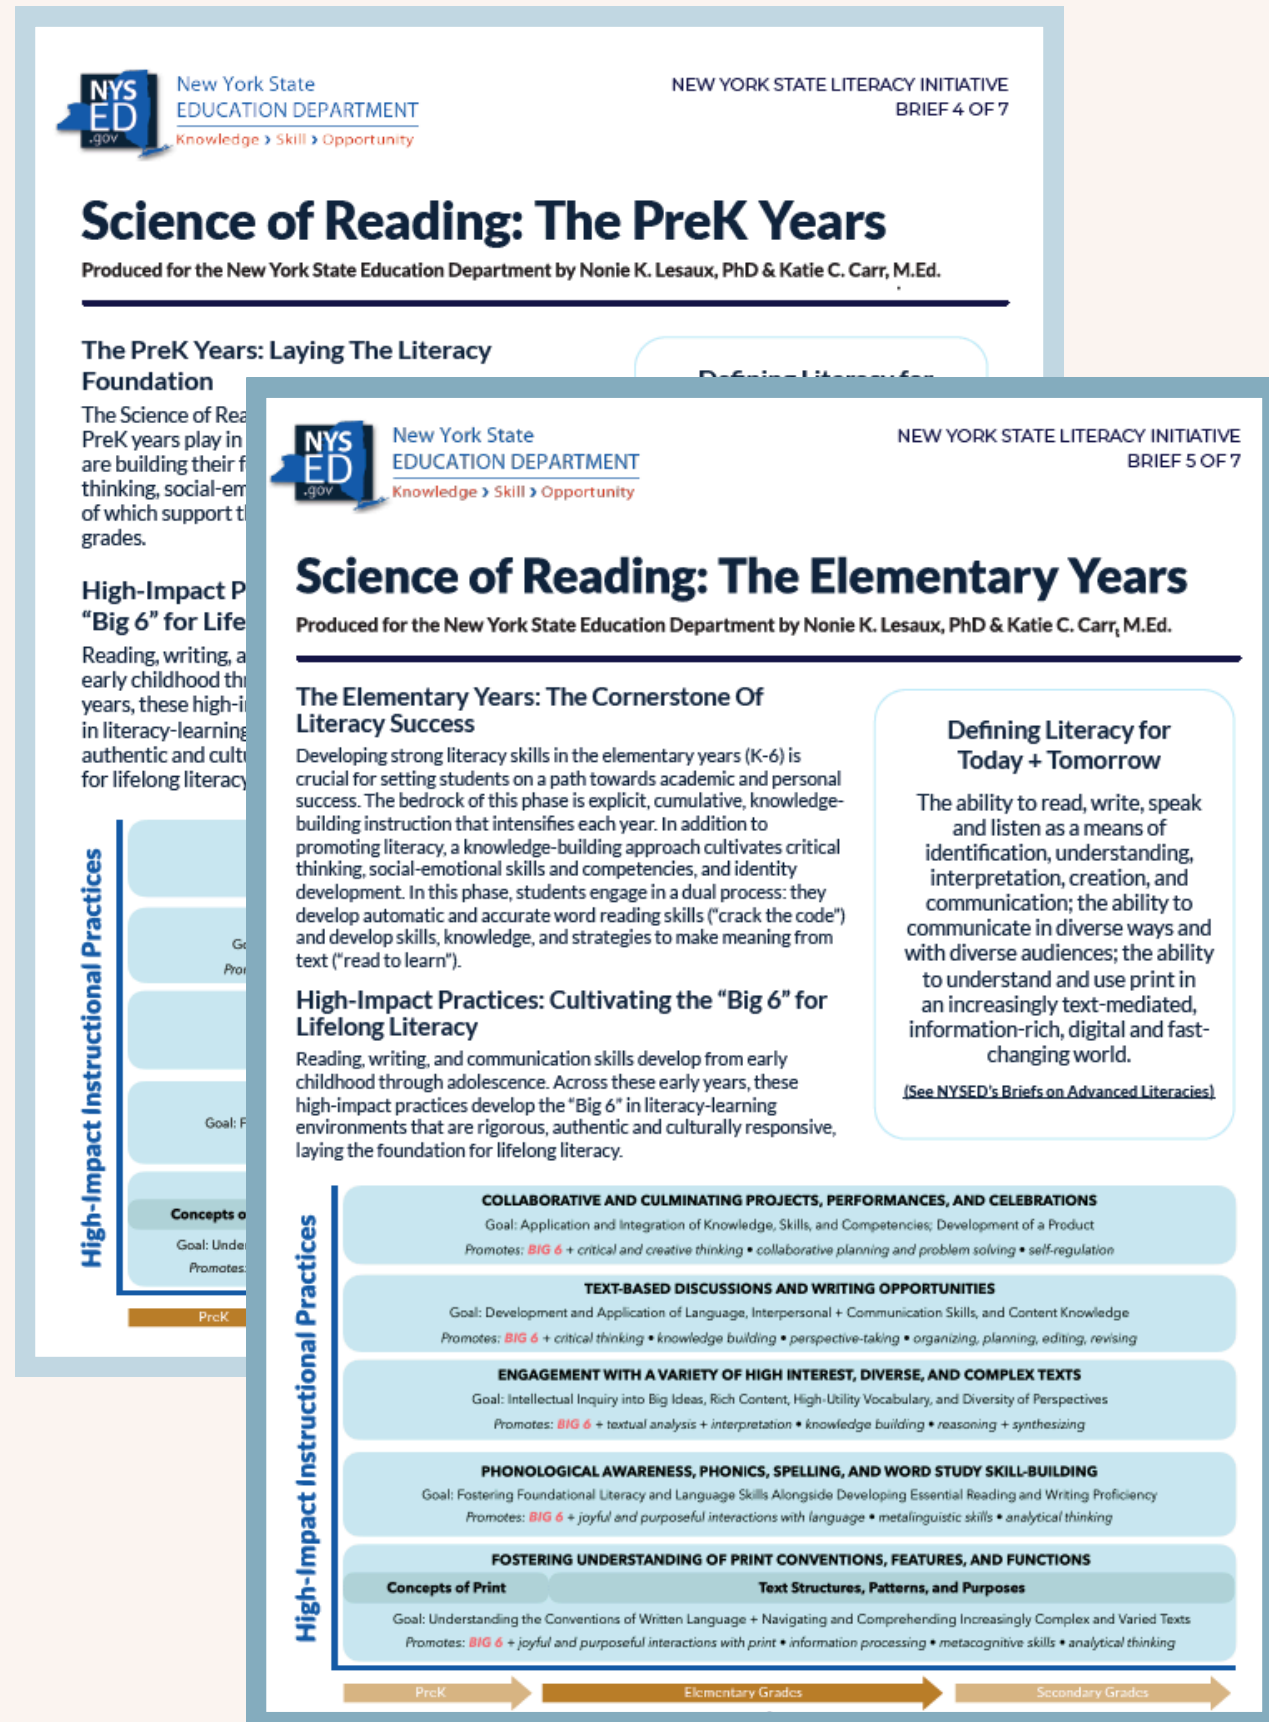 NYS
ED
.gov
New York State
EDUCATION DEPARTMENT
Knowledge › Skill › Opportunity
NEW YORK STATE LITERACY INITIATIVE
BRIEF 4 OF 7
Science of Reading: The PreK Years
Produced for the New York State Education Department by Nonie K. Lesaux, PhD & Katie C. Carr, M.Ed.
The PreK Years: Laying The Literacy
Foundation
The Science of
PreK years play in
are building their
thinking,
of which support
grades.
High-Impact
"Big 6" for
Reading, writing,
early childhood
years, these
in literacy-learning
authentic and
for lifelong literacy
Defining Literacy for
High-Impact Instructional Practices
Goal:
Concepts
Goal:
Promotes:
PreK
NYS
ED
.gov
New York State
EDUCATION DEPARTMENT
Knowledge › Skill › Opportunity
NEW YORK STATE LITERACY INITIATIVE
BRIEF 5 OF 7
Science of Reading: The Elementary Years
Produced for the New York State Education Department by Nonie K. Lesaux, PhD & Katie C. Carr, M.Ed.
The Elementary Years: The Cornerstone Of
Literacy Success
Developing strong literacy skills in the elementary years (K-6) is
crucial for setting students on a path towards academic and personal
success. The bedrock of this phase is explicit, cumulative, knowledge-
building instruction that intensifies each year. In addition to
promoting literacy, a knowledge-building approach cultivates critical
thinking, social-emotional skills and competencies, and identity
development. In this phase, students engage in a dual process: they
develop automatic and accurate word reading skills ("crack the code")
and develop skills, knowledge, and strategies to make meaning from
text ("read to learn").
High-Impact Practices: Cultivating the "Big 6" for
Lifelong Literacy
Reading, writing, and communication skills develop from early
childhood through adolescence. Across these early years, these
high-impact practices develop the "Big 6" in literacy-learning
environments that are rigorous, authentic and culturally responsive,
laying the foundation for lifelong literacy.
Defining Literacy for
Today + Tomorrow
The ability to read, write, speak
and listen as a means of
identification, understanding,
interpretation, creation, and
communication; the ability to
communicate in diverse ways and
with diverse audiences; the ability
to understand and use print in
an increasingly text-mediated,
information-rich, digital and fast-
changing world.
(See NYSED's Briefs on Advanced Literacies)
High-Impact Instructional Practices
COLLABORATIVE AND CULMINATING PROJECTS, PERFORMANCES, AND CELEBRATIONS
Goal: Application and Integration of Knowledge, Skills, and Competencies; Development of a Product
Promotes: BIG 6 + critical and creative thinking • collaborative planning and problem solving • self-regulation
TEXT-BASED DISCUSSIONS AND WRITING OPPORTUNITIES
Goal: Development and Application of Language, Interpersonal + Communication Skills, and Content Knowledge
Promotes: BIG 6 + critical thinking • knowledge building • perspective-taking • organizing, planning, editing, revising
ENGAGEMENT WITH A VARIETY OF HIGH INTEREST, DIVERSE, AND COMPLEX TEXTS
Goal: Intellectual Inquiry into Big Ideas, Rich Content, High-Utility Vocabulary, and Diversity of Perspectives
Promotes: BIG 6 + textual analysis + interpretation • knowledge building • reasoning + synthesizing
PHONOLOGICAL AWARENESS, PHONICS, SPELLING, AND WORD STUDY SKILL-BUILDING
Goal: Fostering Foundational Literacy and Language Skills Alongside Developing Essential Reading and Writing Proficiency
Promotes: BIG 6 + joyful and purposeful interactions with language • metalinguistic skills • analytical thinking
FOSTERING UNDERSTANDING OF PRINT CONVENTIONS, FEATURES, AND FUNCTIONS
Concepts of Print
Text Structures, Patterns, and Purposes
Goal: Understanding the Conventions of Written Language + Navigating and Comprehending Increasingly Complex and Varied Texts
Promotes: BIG 6 + joyful and purposeful interactions with print • information processing • metacognitive skills • analytical thinking
PreK
Elementary Grades
Secondary Grades